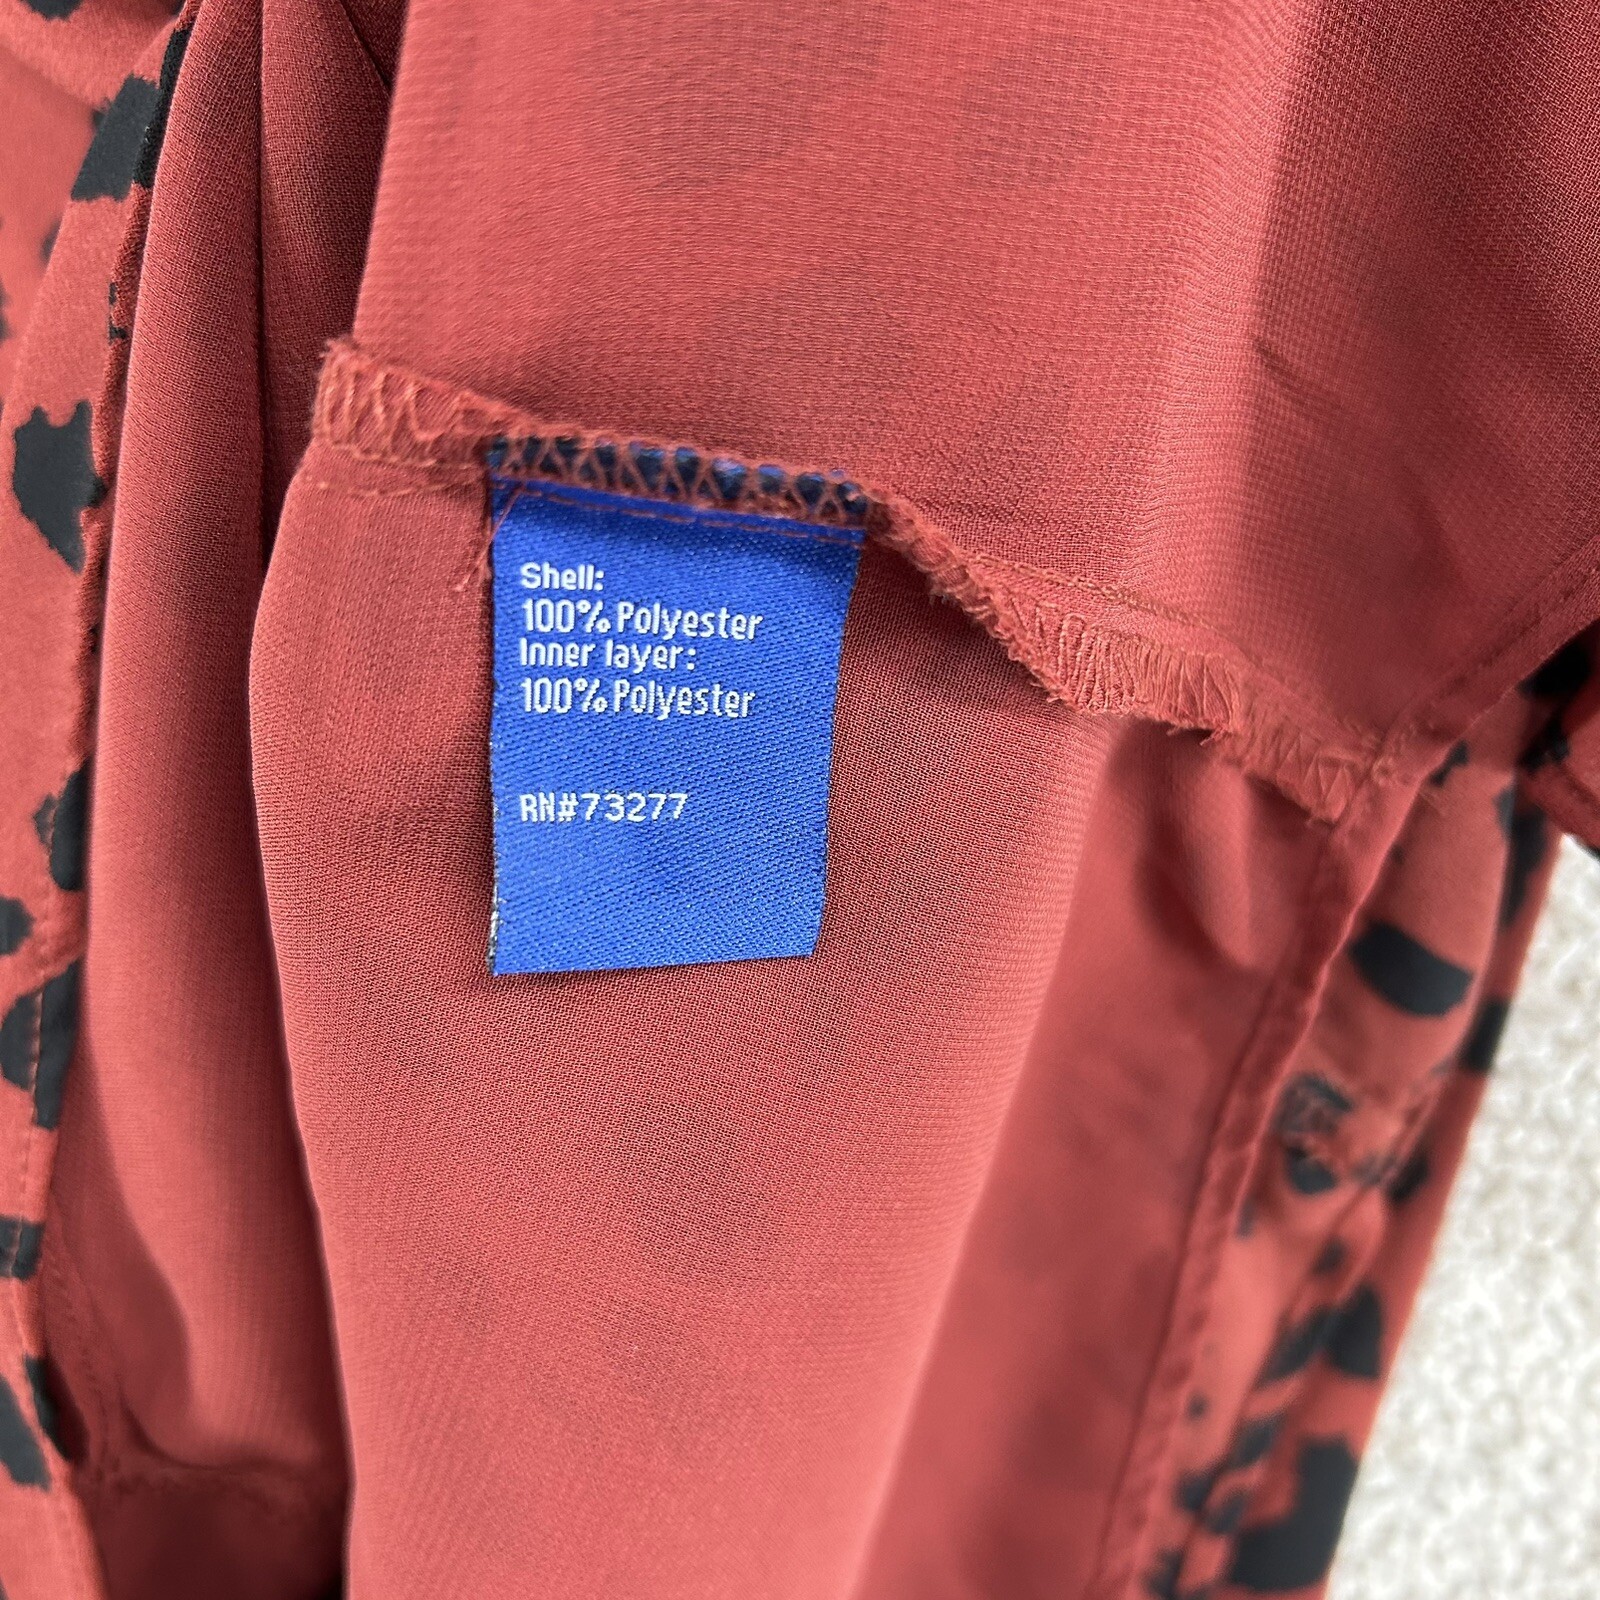 Shell:
100% Polyester
Inner layer:
100% Polyester
RN#73277